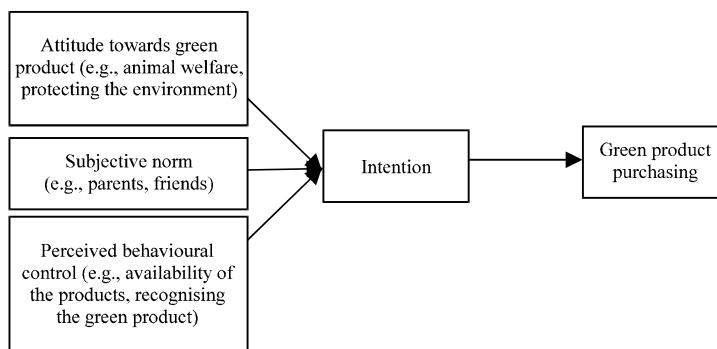 Attitude towards green
product (e.g., animal welfare,
protecting the environment)
Subjective norm
(e.g., parents, friends)
Perceived behavioural
control (e.g., availability of
the products, recognising
the green product)
Intention
Green product
purchasing